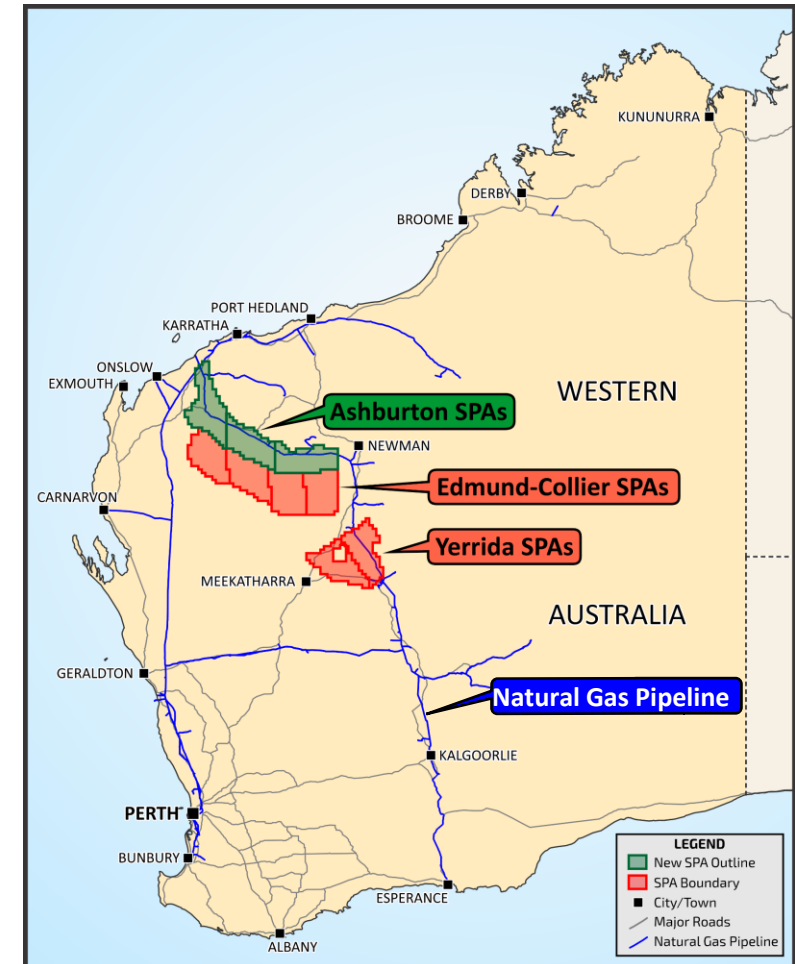 KUNUNURRA
DERBY
BROOME
PORT HEDLAND
KARRATHA
ONSLOW
EXMOUTH
WESTERN
Ashburton SPAs
NEWMAN
Edmund-Collier SPAs
CARNARVON
Yerrida SPAs
MEEKATHARRA
AUSTRALIA
GERALDTON
Natural Gas Pipeline
KALGOORLIE
PERTH
BUNBURY
ESPERANCE
ALBANY
LEGEND
New SPA Outline
SPA Boundary
City/Town
Major Roads
Natural Gas Pipeline